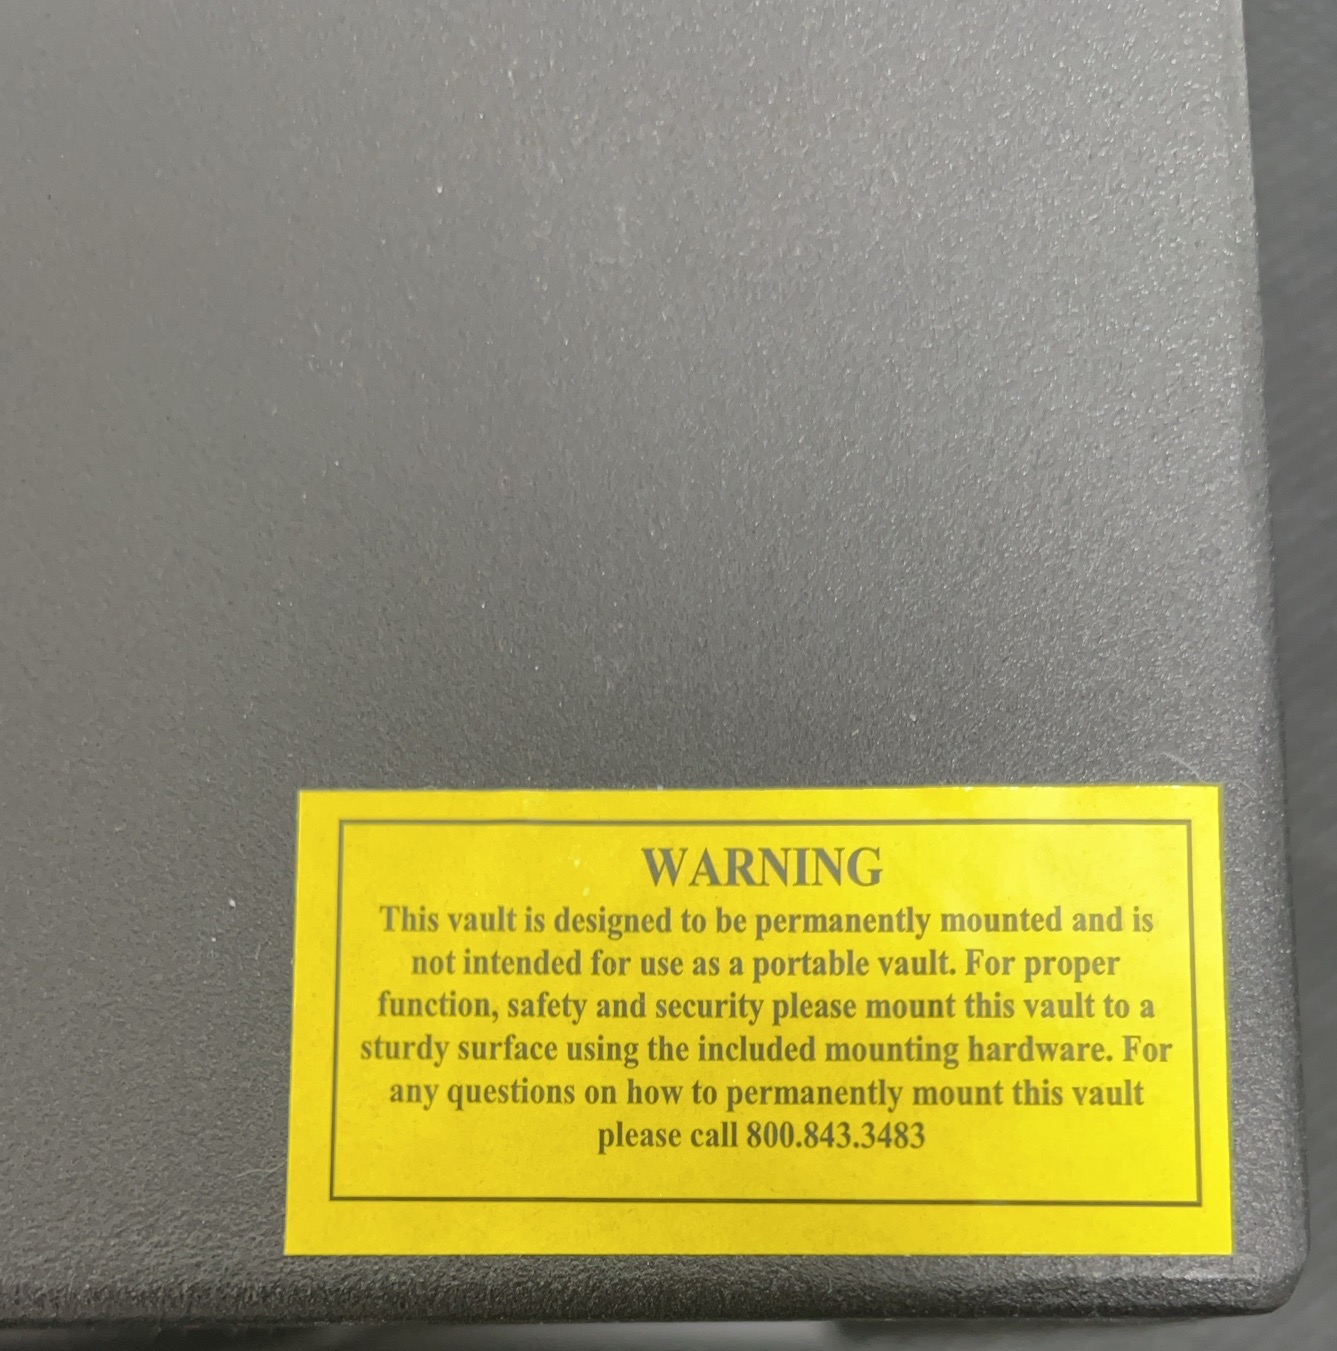 WARNING
This vault is designed to be permanently mounted and is
not intended for use as a portable vault. For proper
function, safety and security please mount this vault to a
sturdy surface using the included mounting hardware. For
any questions on how to permanently mount this vault
please call 800.843.3483